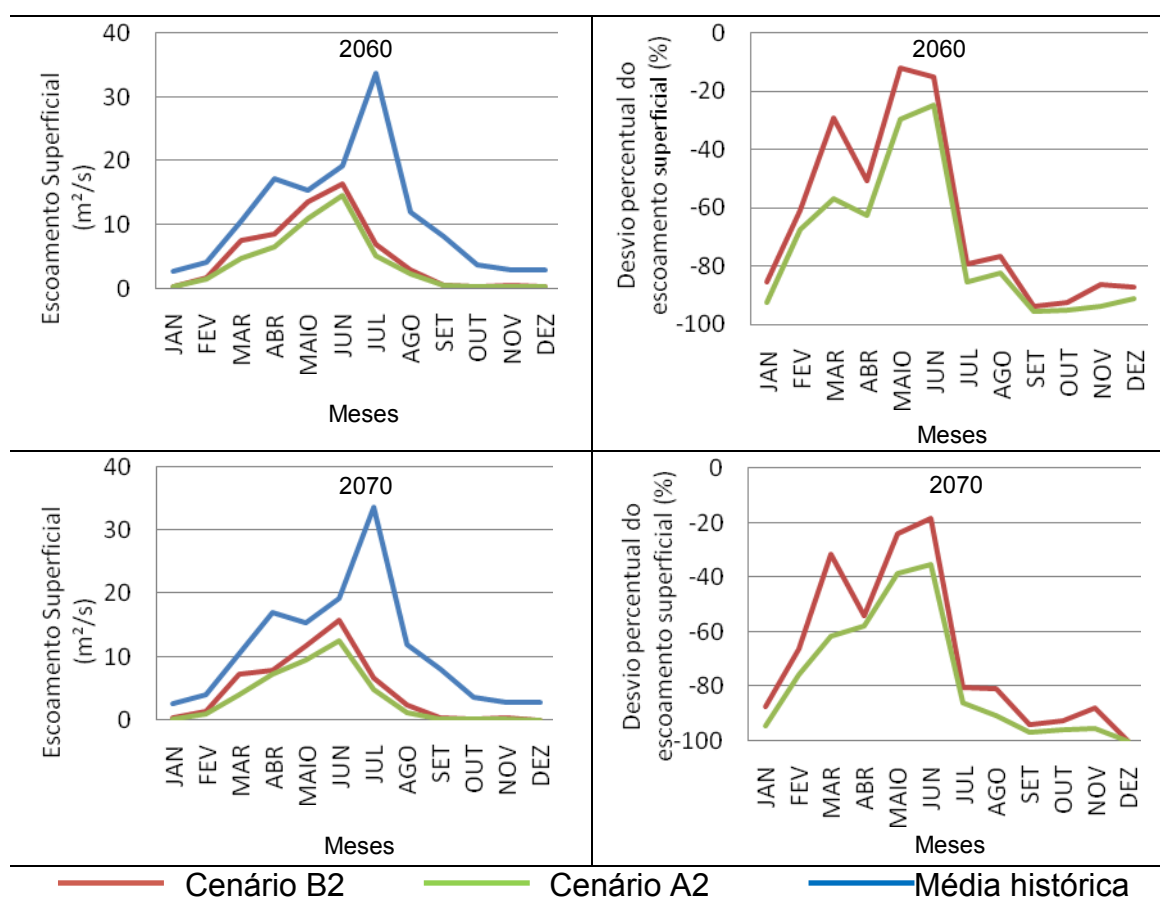 2060
Escoamento Superficial
(m²/s)
40
30
20
10
0
JAN
FEV
MAR
ABR
MAIO
JUN
JUL
AGO
SET
OUT
NOV
DEZ
Meses
2060
Desvio percentual do
escoamento superficial (%)
0
-20
-40
-60
-80
-100
JAN
FEV
MAR
ABR
MAIO
JUN
JUL
AGO
SET
OUT
NOV
DEZ
Meses
2070
Escoamento Superficial
(m²/s)
40
30
20
10
0
JAN
FEV
MAR
ABR
MAIO
JUN
JUL
AGO
SET
OUT
NOV
DEZ
Meses
2070
Desvio percentual do
escoamento superficial (%)
0
-20
-40
-60
-80
-100
JAN
FEV
MAR
ABR
MAIO
JUN
JUL
AGO
SET
OUT
NOV
DEZ
Meses
Cenário B2
Cenário A2
Média histórica